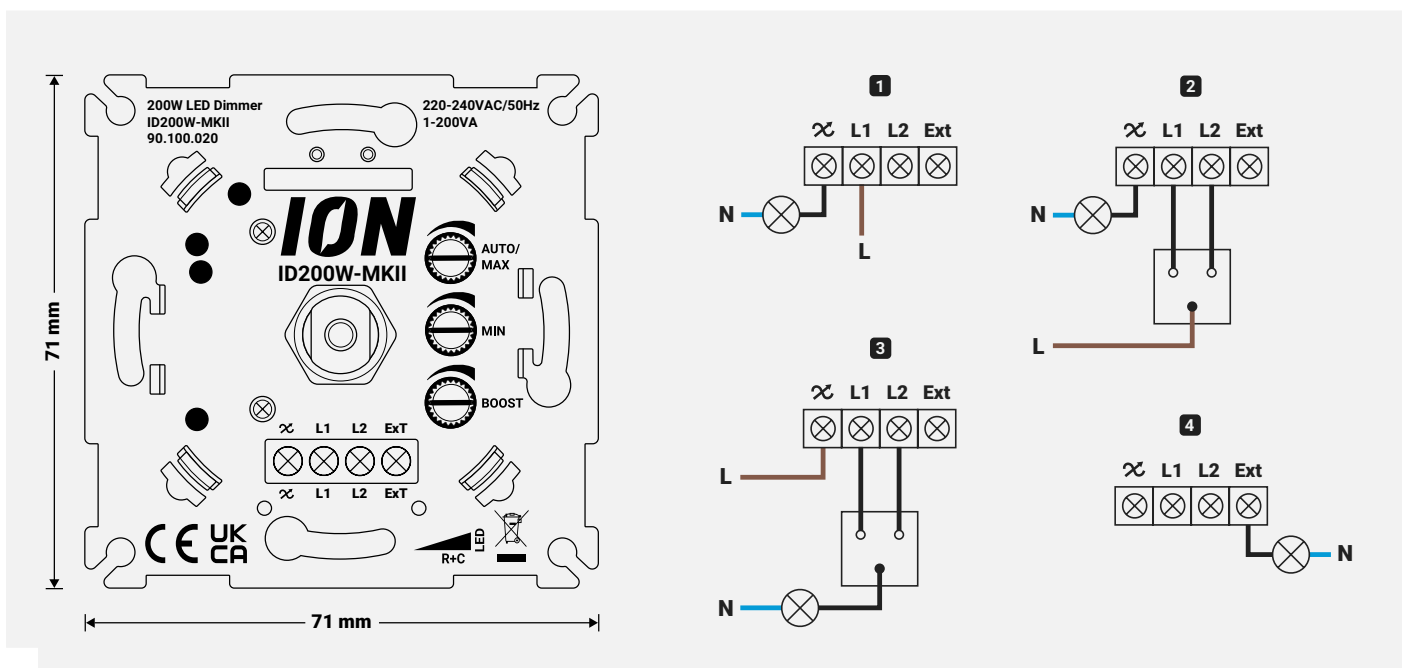 200W LED Dimmer
ID200W-MKII
90.100.020
220-240VAC/50Hz
1-200VA
ION
ID200W-MKII
AUTO/
MAX
MIN
BOOST
L1 L2 ExT
L1 L2 ExT
CE UK
CA
R+C
LED
71 mm
71 mm
1
L1 L2 Ext
N
L
2
L1 L2 Ext
N
L
3
L1 L2 Ext
L
N
4
L1 L2 Ext
N